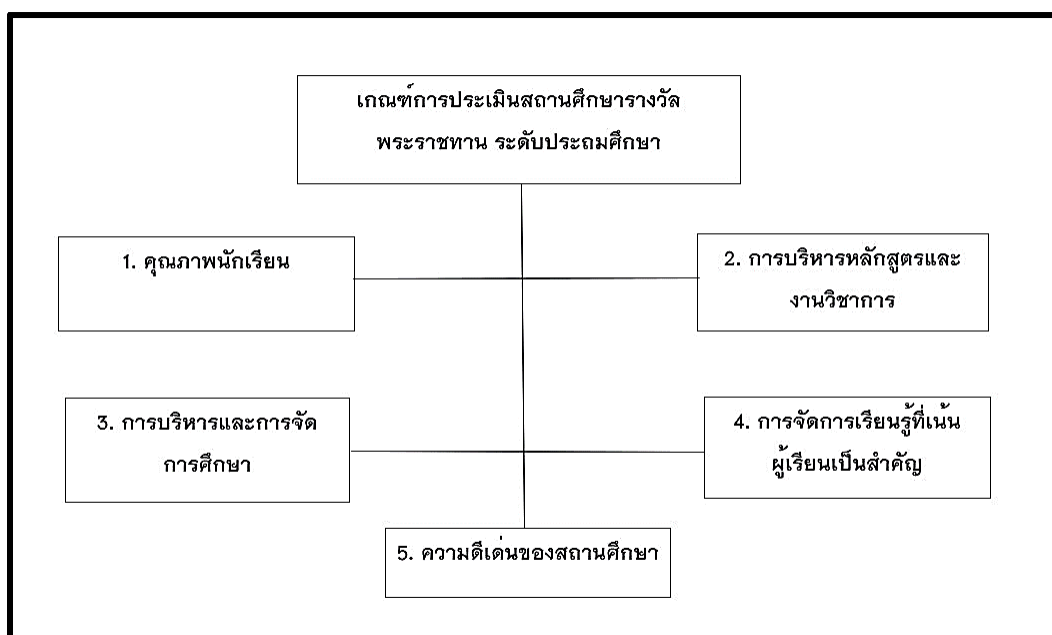 เกณฑ์การประเมินสถานศึกษารางวัล
พระราชทาน ระดับประถมศึกษา
1. คุณภาพนักเรียน
2. การบริหารหลักสูตรและ
งานวิชาการ
3. การบริหารและการจัด
การศึกษา
4. การจัดการเรียนรู้ที่เน้น
ผู้เรียนเป็นสำคัญ
5. ความดีเด่นของสถานศึกษา